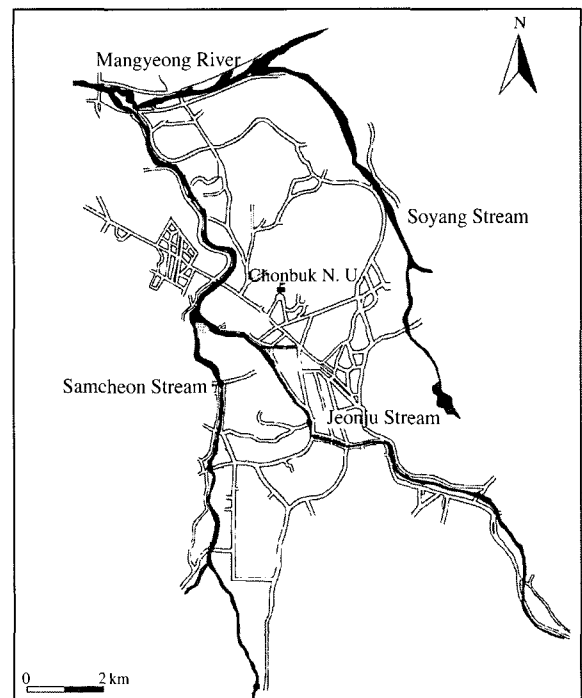 N
Mangyeong River
Soyang Stream
Chonbuk N. U.
Samcheon Stream
Jeonju Stream
0 2 km